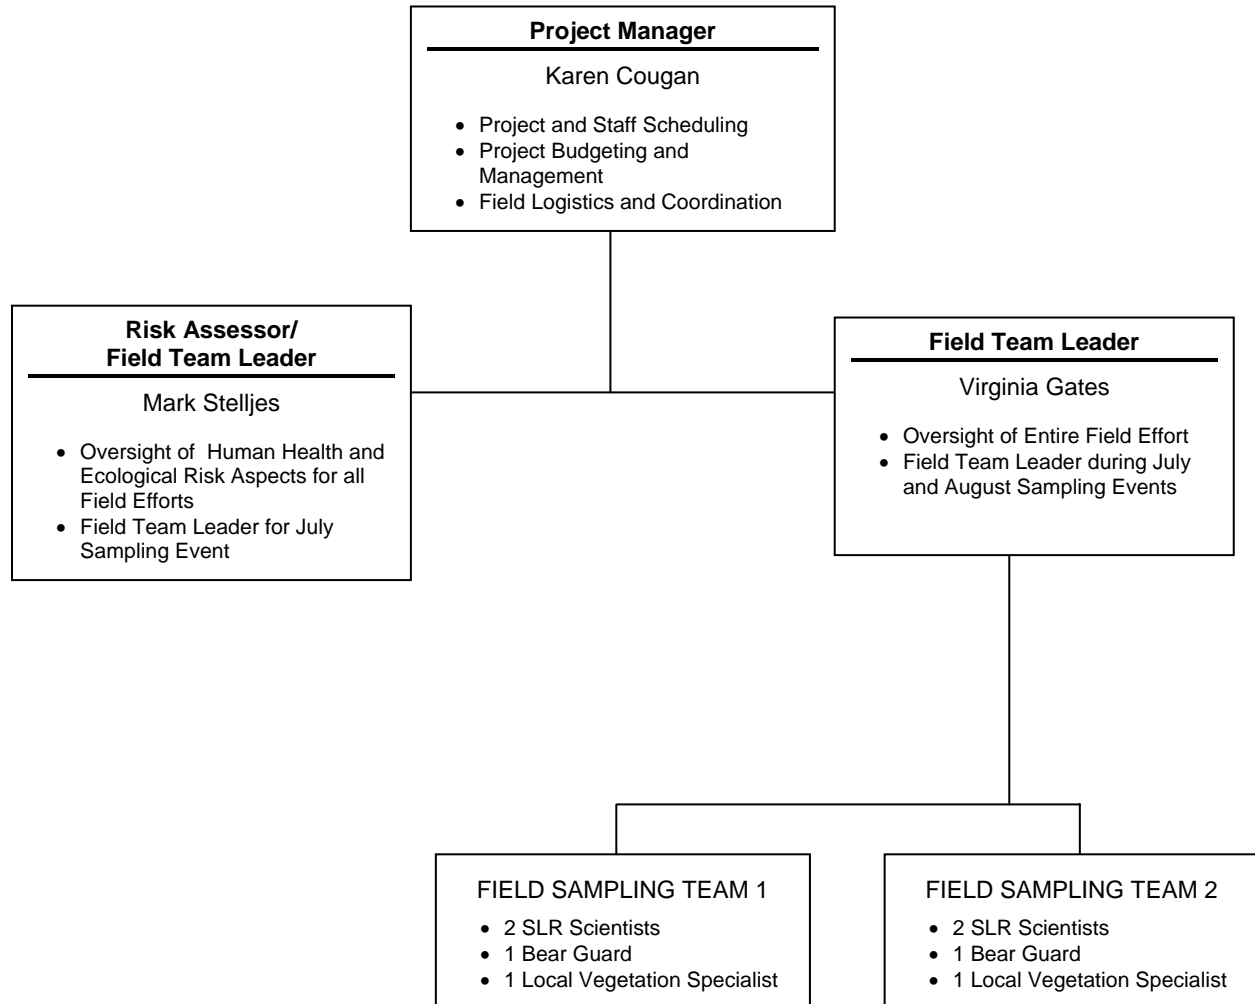 Project Manager
Karen Cougan
• Project and Staff Scheduling
• Project Budgeting and
Management
• Field Logistics and Coordination
Risk Assessor/
Field Team Leader
Mark Stelljes
• Oversight of Human Health and
Ecological Risk Aspects for all
Field Efforts
• Field Team Leader for July
Sampling Event
Field Team Leader
Virginia Gates
• Oversight of Entire Field Effort
• Field Team Leader during July
and August Sampling Events
FIELD SAMPLING TEAM 1
• 2 SLR Scientists
• 1 Bear Guard
• 1 Local Vegetation Specialist
FIELD SAMPLING TEAM 2
• 2 SLR Scientists
• 1 Bear Guard
• 1 Local Vegetation Specialist